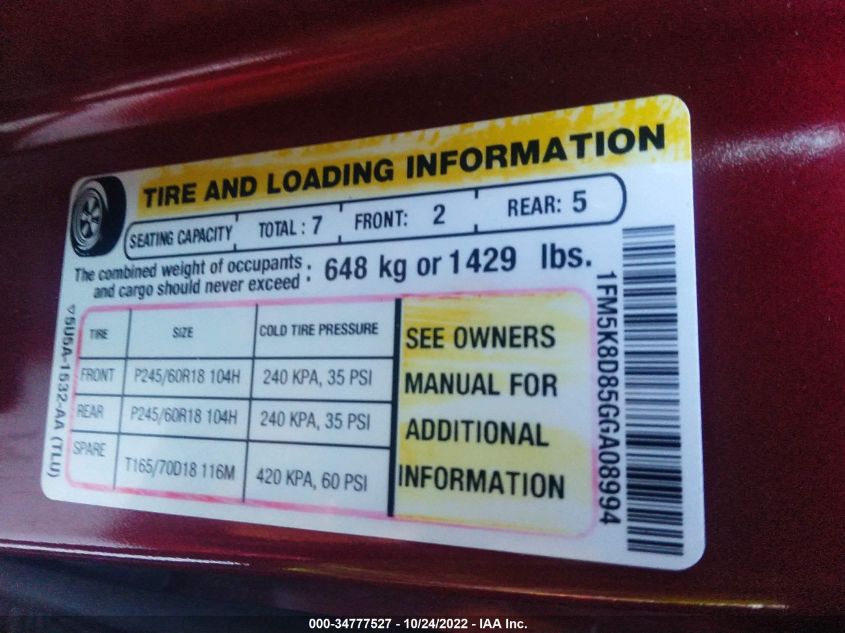 TIRE AND LOADING INFORMATION
SEATING CAPACITY TOTAL : 7 FRONT: 2 REAR: 5
The combined weight of occupants
and cargo should never exceed : 648 kg or 1429 lbs.
TIRE SIZE COLD TIRE PRESSURE
FRONT P245/60R18 104H 240 KPA, 35 PSI
REAR P245/60R18 104H 240 KPA, 35 PSI
SPARE T165/70D18 116M 420 KPA, 60 PSI
SEE OWNERS
MANUAL FOR
ADDITIONAL
INFORMATION
5U5A-1532-AA (TLU)
1FM5K8D85GGA08994
000-34777527 - 10/24/2022 - IAA Inc.